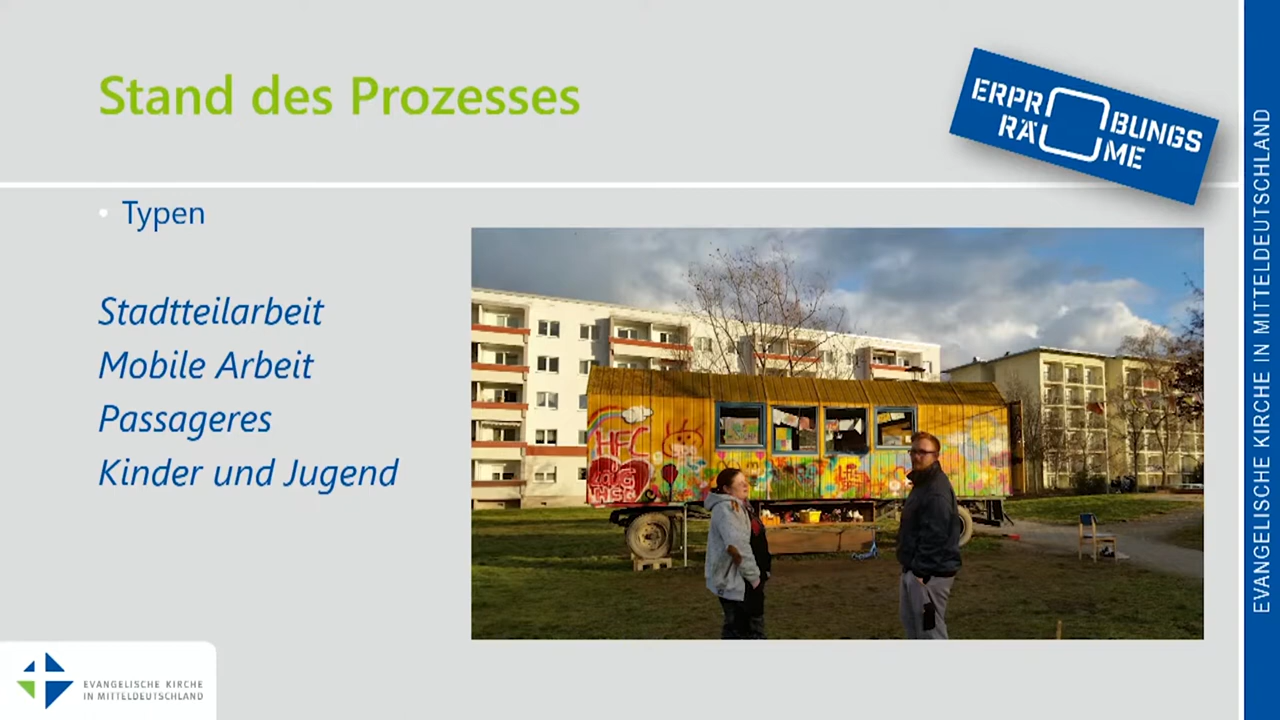 Stand des Prozesses
ERPR BUNGS
RÄ ME
• Typen
Stadtteilarbeit
Mobile Arbeit
Passageres
Kinder und Jugend
HFC
EVANGELISCHE KIRCHE
IN MITTELDEUTSCHLAND
EVANGELISCHE KIRCHE IN MITTELDEUTSCHLAND